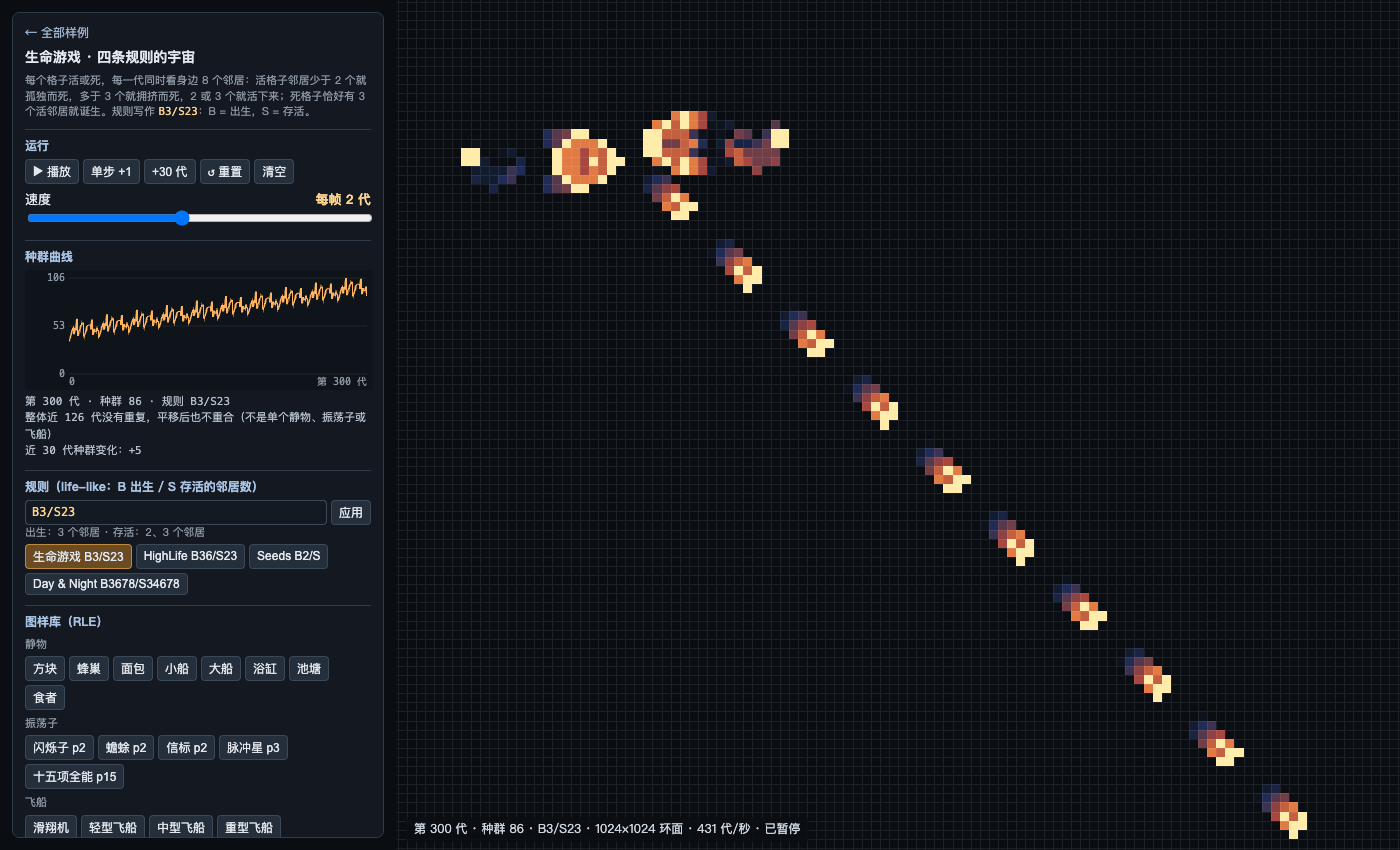 ← 全部样例
生命游戏 · 四条规则的宇宙
每个格子活或死，每一代同时看身边 8 个邻居：活格子邻居少于 2 个就
孤独而死，多于 3 个就拥挤而死，2 或 3 个就活下来；死格子恰好有 3
个活邻居就诞生。规则写作 B3/S23：B = 出生，S = 存活。
运行
▶ 播放 单步 +1 +30 代 ↺ 重置 清空
速度 每帧 2 代
种群曲线
106
53
0
0 第 300 代
第 300 代 · 种群 86 · 规则 B3/S23
整体近 126 代没有重复，平移后也不重合（不是单个静物、振荡子或
飞船）
近 30 代种群变化：+5
规则（life-like：B 出生 / S 存活的邻居数）
B3/S23 应用
出生：3 个邻居 · 存活：2、3 个邻居
生命游戏 B3/S23 HighLife B36/S23 Seeds B2/S
Day & Night B3678/S34678
图样库（RLE）
静物
方块 蜂巢 面包 小船 大船 浴缸 池塘
食者
振荡子
闪烁子 p2 蟾蜍 p2 信标 p2 脉冲星 p3
十五项全能 p15
飞船
滑翔机 轻型飞船 中型飞船 重型飞船
第 300 代 · 种群 86 · B3/S23 · 1024x1024 环面 · 431 代/秒 · 已暂停